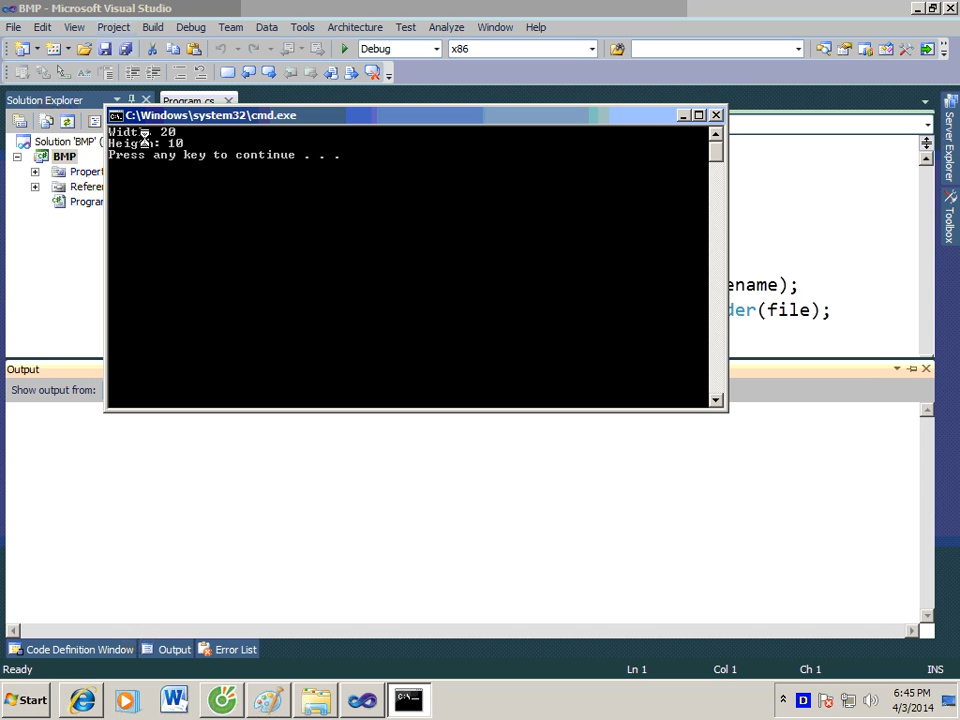 BMP - Microsoft Visual Studio
File Edit View Project Build Debug Team Data Tools Architecture Test Analyze Window Help
Debug x86
Solution Explorer
Program.cs
C:\Windows\system32\cmd.exe
Width: 20
Heigth: 10
Press any key to continue . . .
Solution 'BMP' (
BMP
Propert
Refere
Progra
ename);
der(file);
Server Explorer
Toolbox
Output
Show output from:
Code Definition Window Output Error List
Ready Ln 1 Col 1 Ch 1 INS
Start
D
6:45 PM
4/3/2014